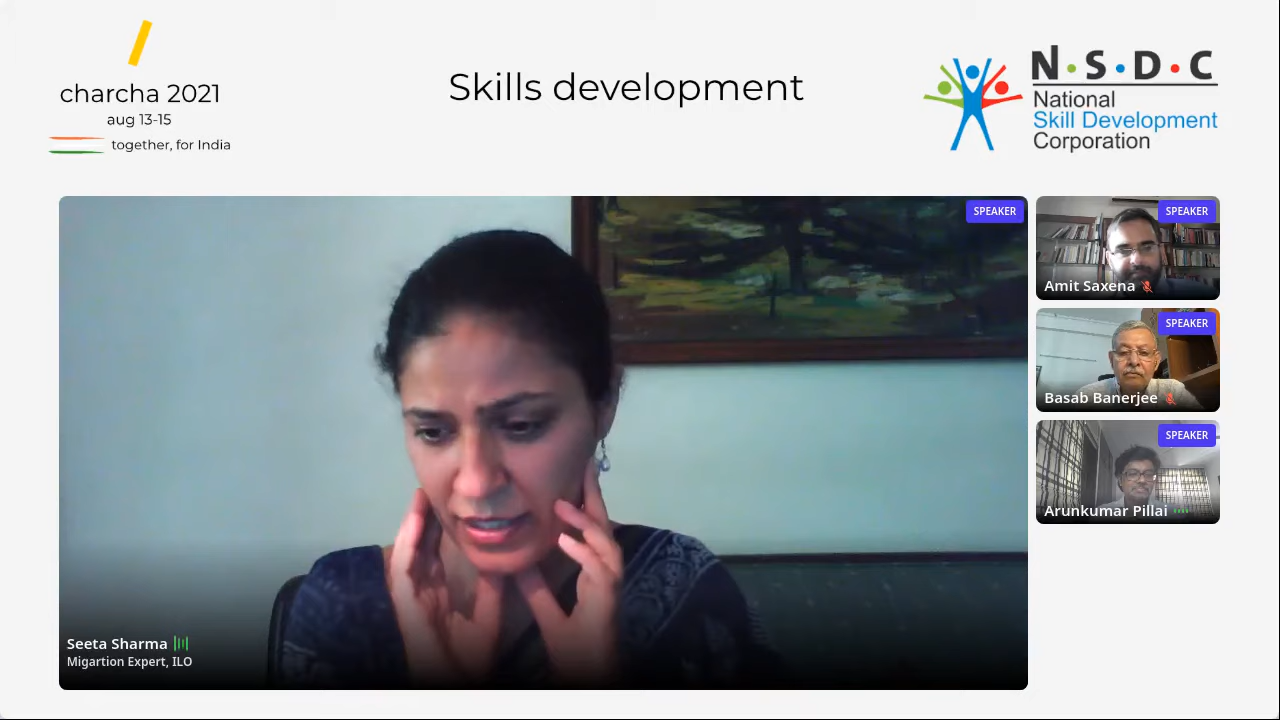 charcha 2021
aug 13-15
together, for India
Skills development
N·S·D·C
National
Skill Development
Corporation
SPEAKER
Seeta Sharma
Migartion Expert, ILO
SPEAKER
Amit Saxena
SPEAKER
Basab Banerjee
SPEAKER
Arunkumar Pillai